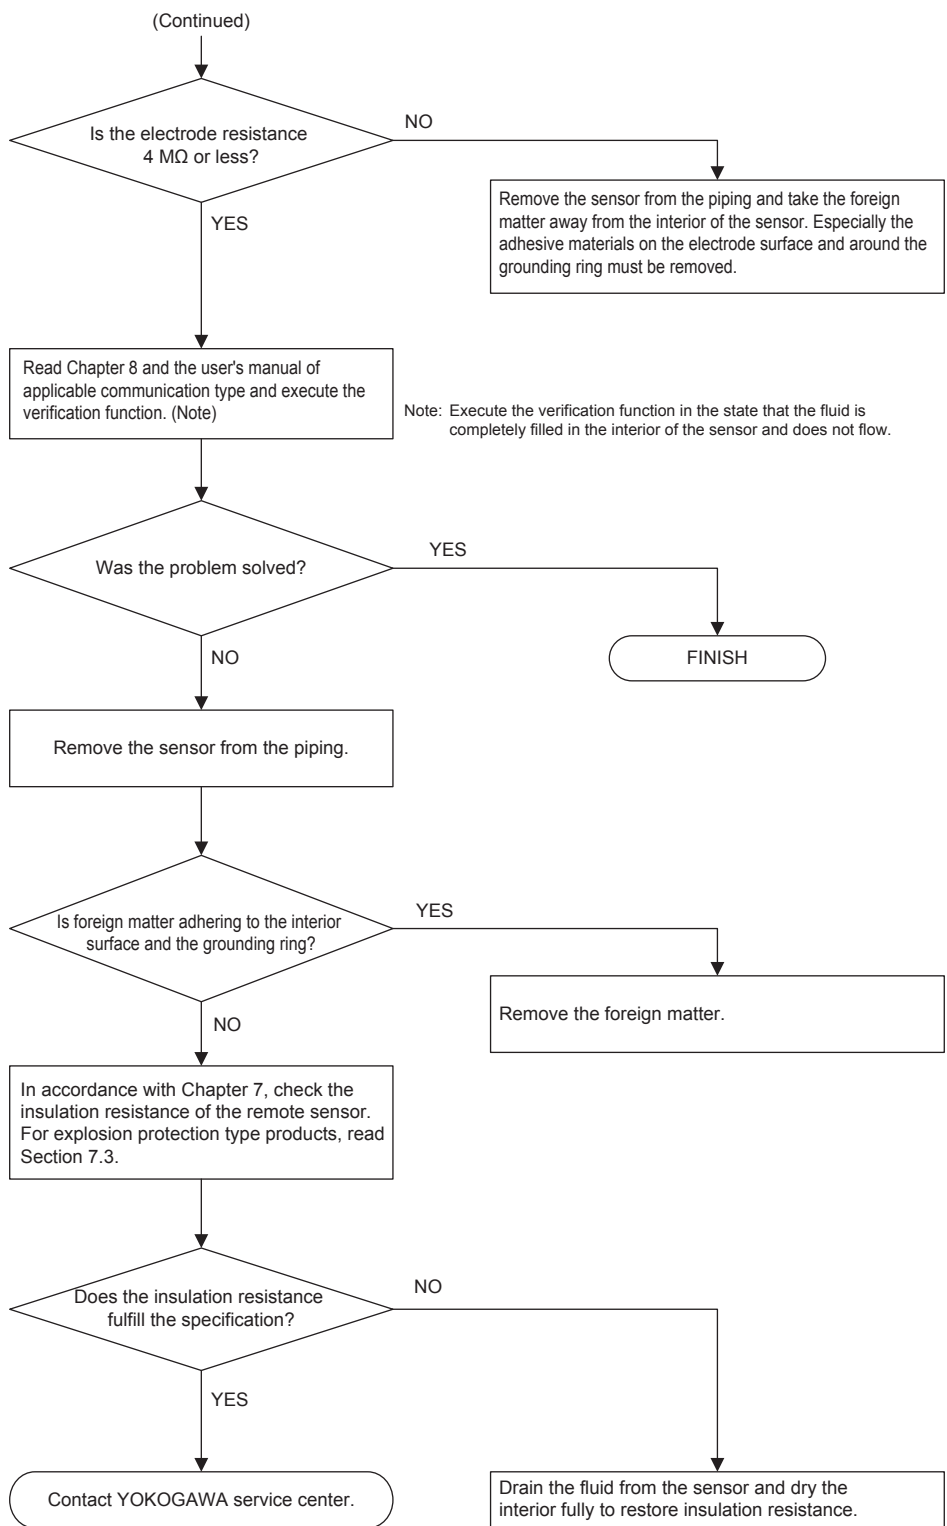 (Continued)
Is the electrode resistance
4 MΩ or less?
NO
Remove the sensor from the piping and take the foreign
matter away from the interior of the sensor. Especially the
adhesive materials on the electrode surface and around the
grounding ring must be removed.
YES
Read Chapter 8 and the user's manual of
applicable communication type and execute the
verification function. (Note)
Note: Execute the verification function in the state that the fluid is
completely filled in the interior of the sensor and does not flow.
Was the problem solved?
YES
FINISH
NO
Remove the sensor from the piping.
Is foreign matter adhering to the interior
surface and the grounding ring?
YES
Remove the foreign matter.
NO
In accordance with Chapter 7, check the
insulation resistance of the remote sensor.
For explosion protection type products, read
Section 7.3.
Does the insulation resistance
fulfill the specification?
NO
YES
Contact YOKOGAWA service center.
Drain the fluid from the sensor and dry the
interior fully to restore insulation resistance.